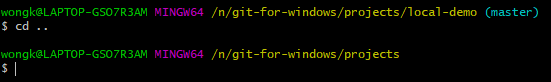 wongk@LAPTOP-GSO7R3AM MINGW64 /n/git-for-windows/projects/local-demo (master)
$ cd ..
wongk@LAPTOP-GSO7R3AM MINGW64 /n/git-for-windows/projects
$